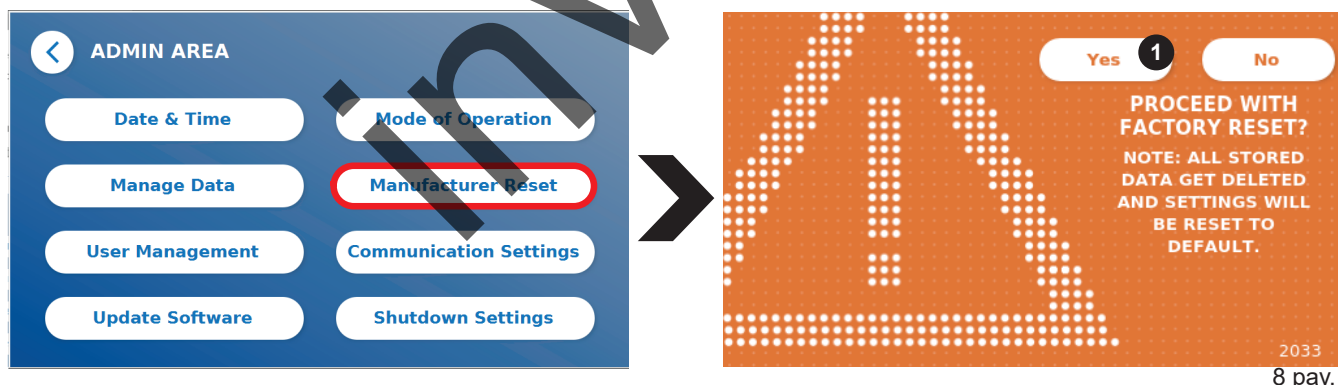 ADMIN AREA
Date & Time
Mode of Operation
Manage Data
Manufacturer Reset
User Management
Communication Settings
Update Software
Shutdown Settings
Yes
1
No
PROCEED WITH
FACTORY RESET?
NOTE: ALL STORED
DATA GET DELETED
AND SETTINGS WILL
BE RESET TO
DEFAULT.
2033
8 pav.